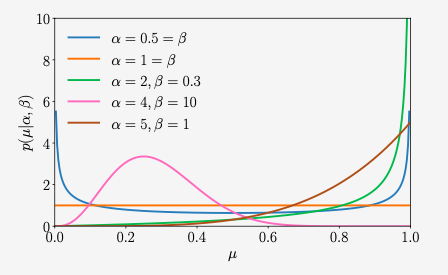 10
8
6
4
2
0
p(μ|α, β)
α = 0.5 = β
α = 1 = β
α = 2, β = 0.3
α = 4, β = 10
α = 5, β = 1
0.0 0.2 0.4 0.6 0.8 1.0
μ